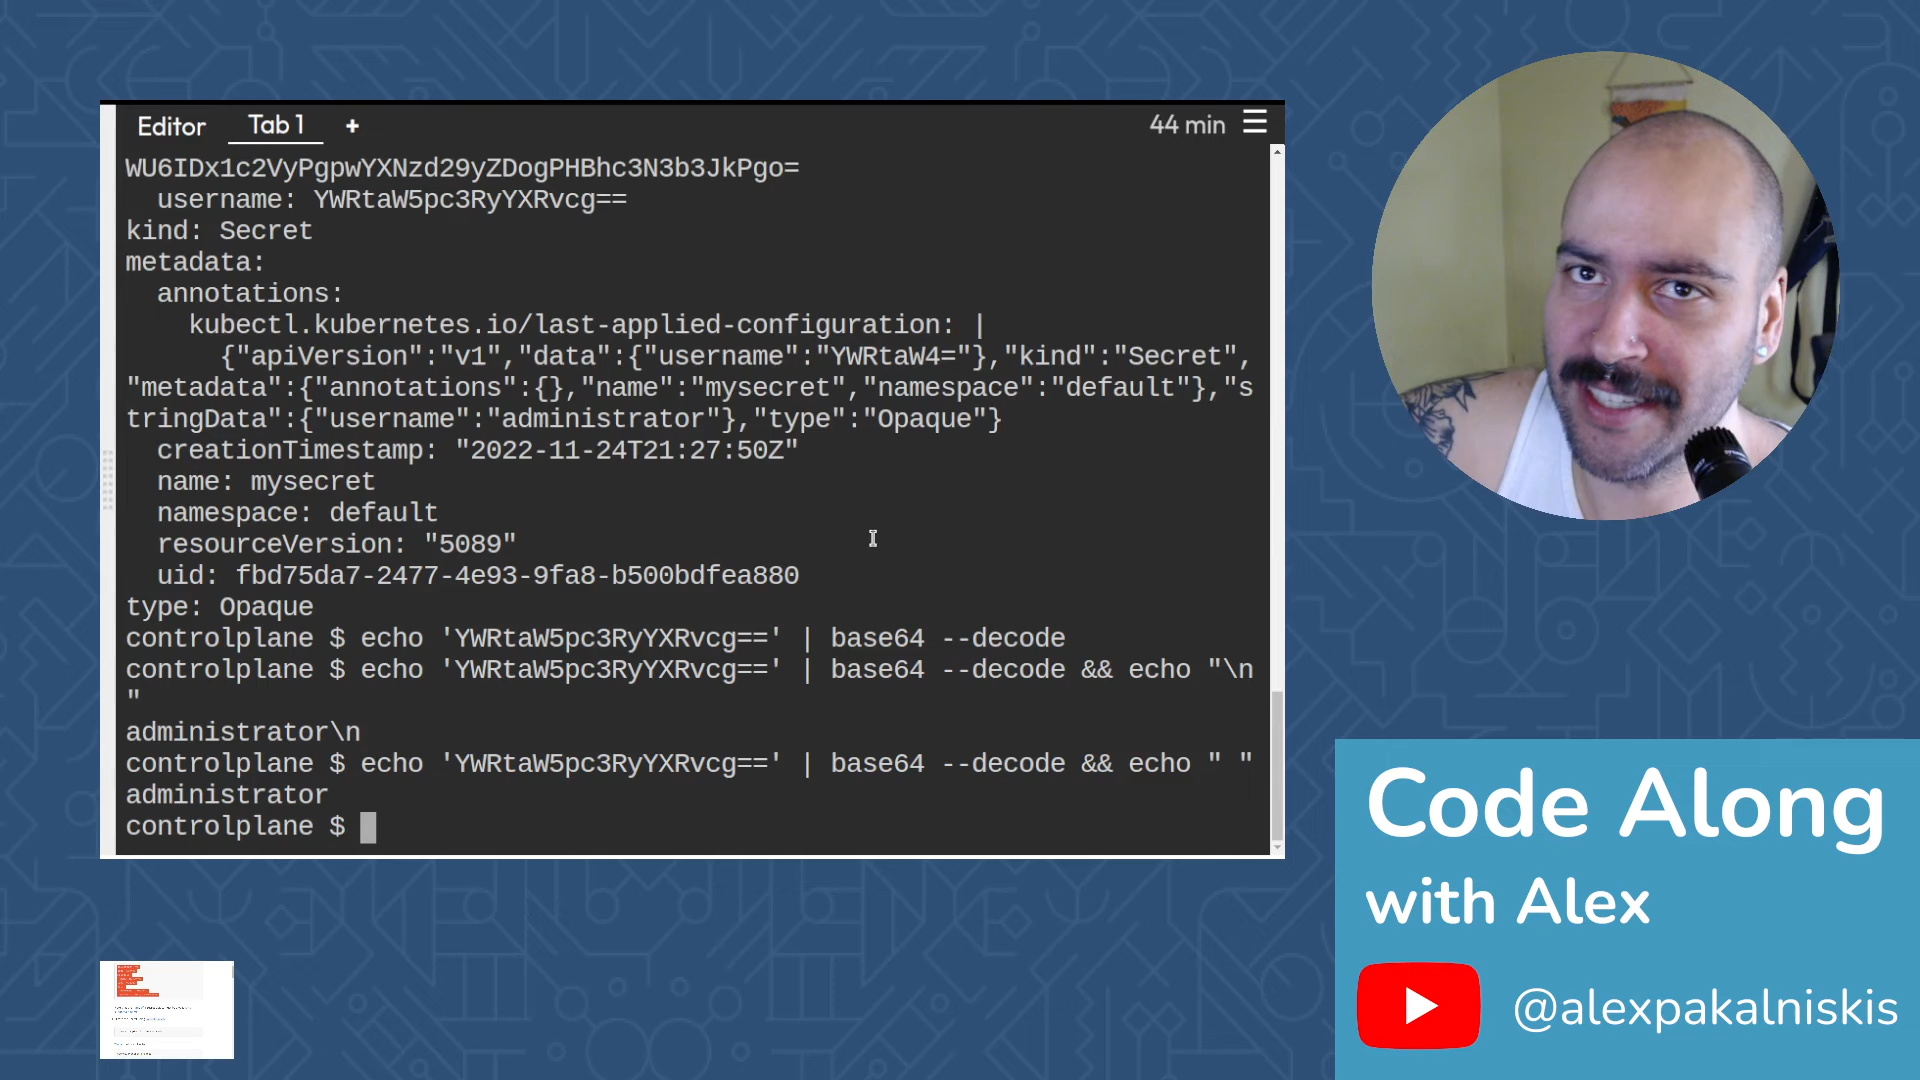 Editor
Tab 1
+
44 min
WU6IDx1c2VyPgpwYXNzd29yZDogPHBhc3N3b3JkPgo=
username: YWRtaW5pc3RyYXRvcg==
kind: Secret
metadata:
annotations:
kubectl.kubernetes.io/last-applied-configuration: |
{"apiVersion":"v1","data":{"username":"YWRtaW4="},"kind":"Secret",
"metadata":{"annotations":{},"name":"mysecret","namespace":"default"},"s
tringData":{"username":"administrator"},"type":"Opaque"}
creationTimestamp: "2022-11-24T21:27:50Z"
name: mysecret
namespace: default
resourceVersion: "5089"
uid: fbd75da7-2477-4e93-9fa8-b500bdfea880
type: Opaque
controlplane $ echo 'YWRtaW5pc3RyYXRvcg==' | base64 --decode
controlplane $ echo 'YWRtaW5pc3RyYXRvcg==' | base64 --decode && echo "\n
"
administrator\n
controlplane $ echo 'YWRtaW5pc3RyYXRvcg==' | base64 --decode && echo " "
administrator
controlplane $
Code Along
with Alex
@alexpakalniskis